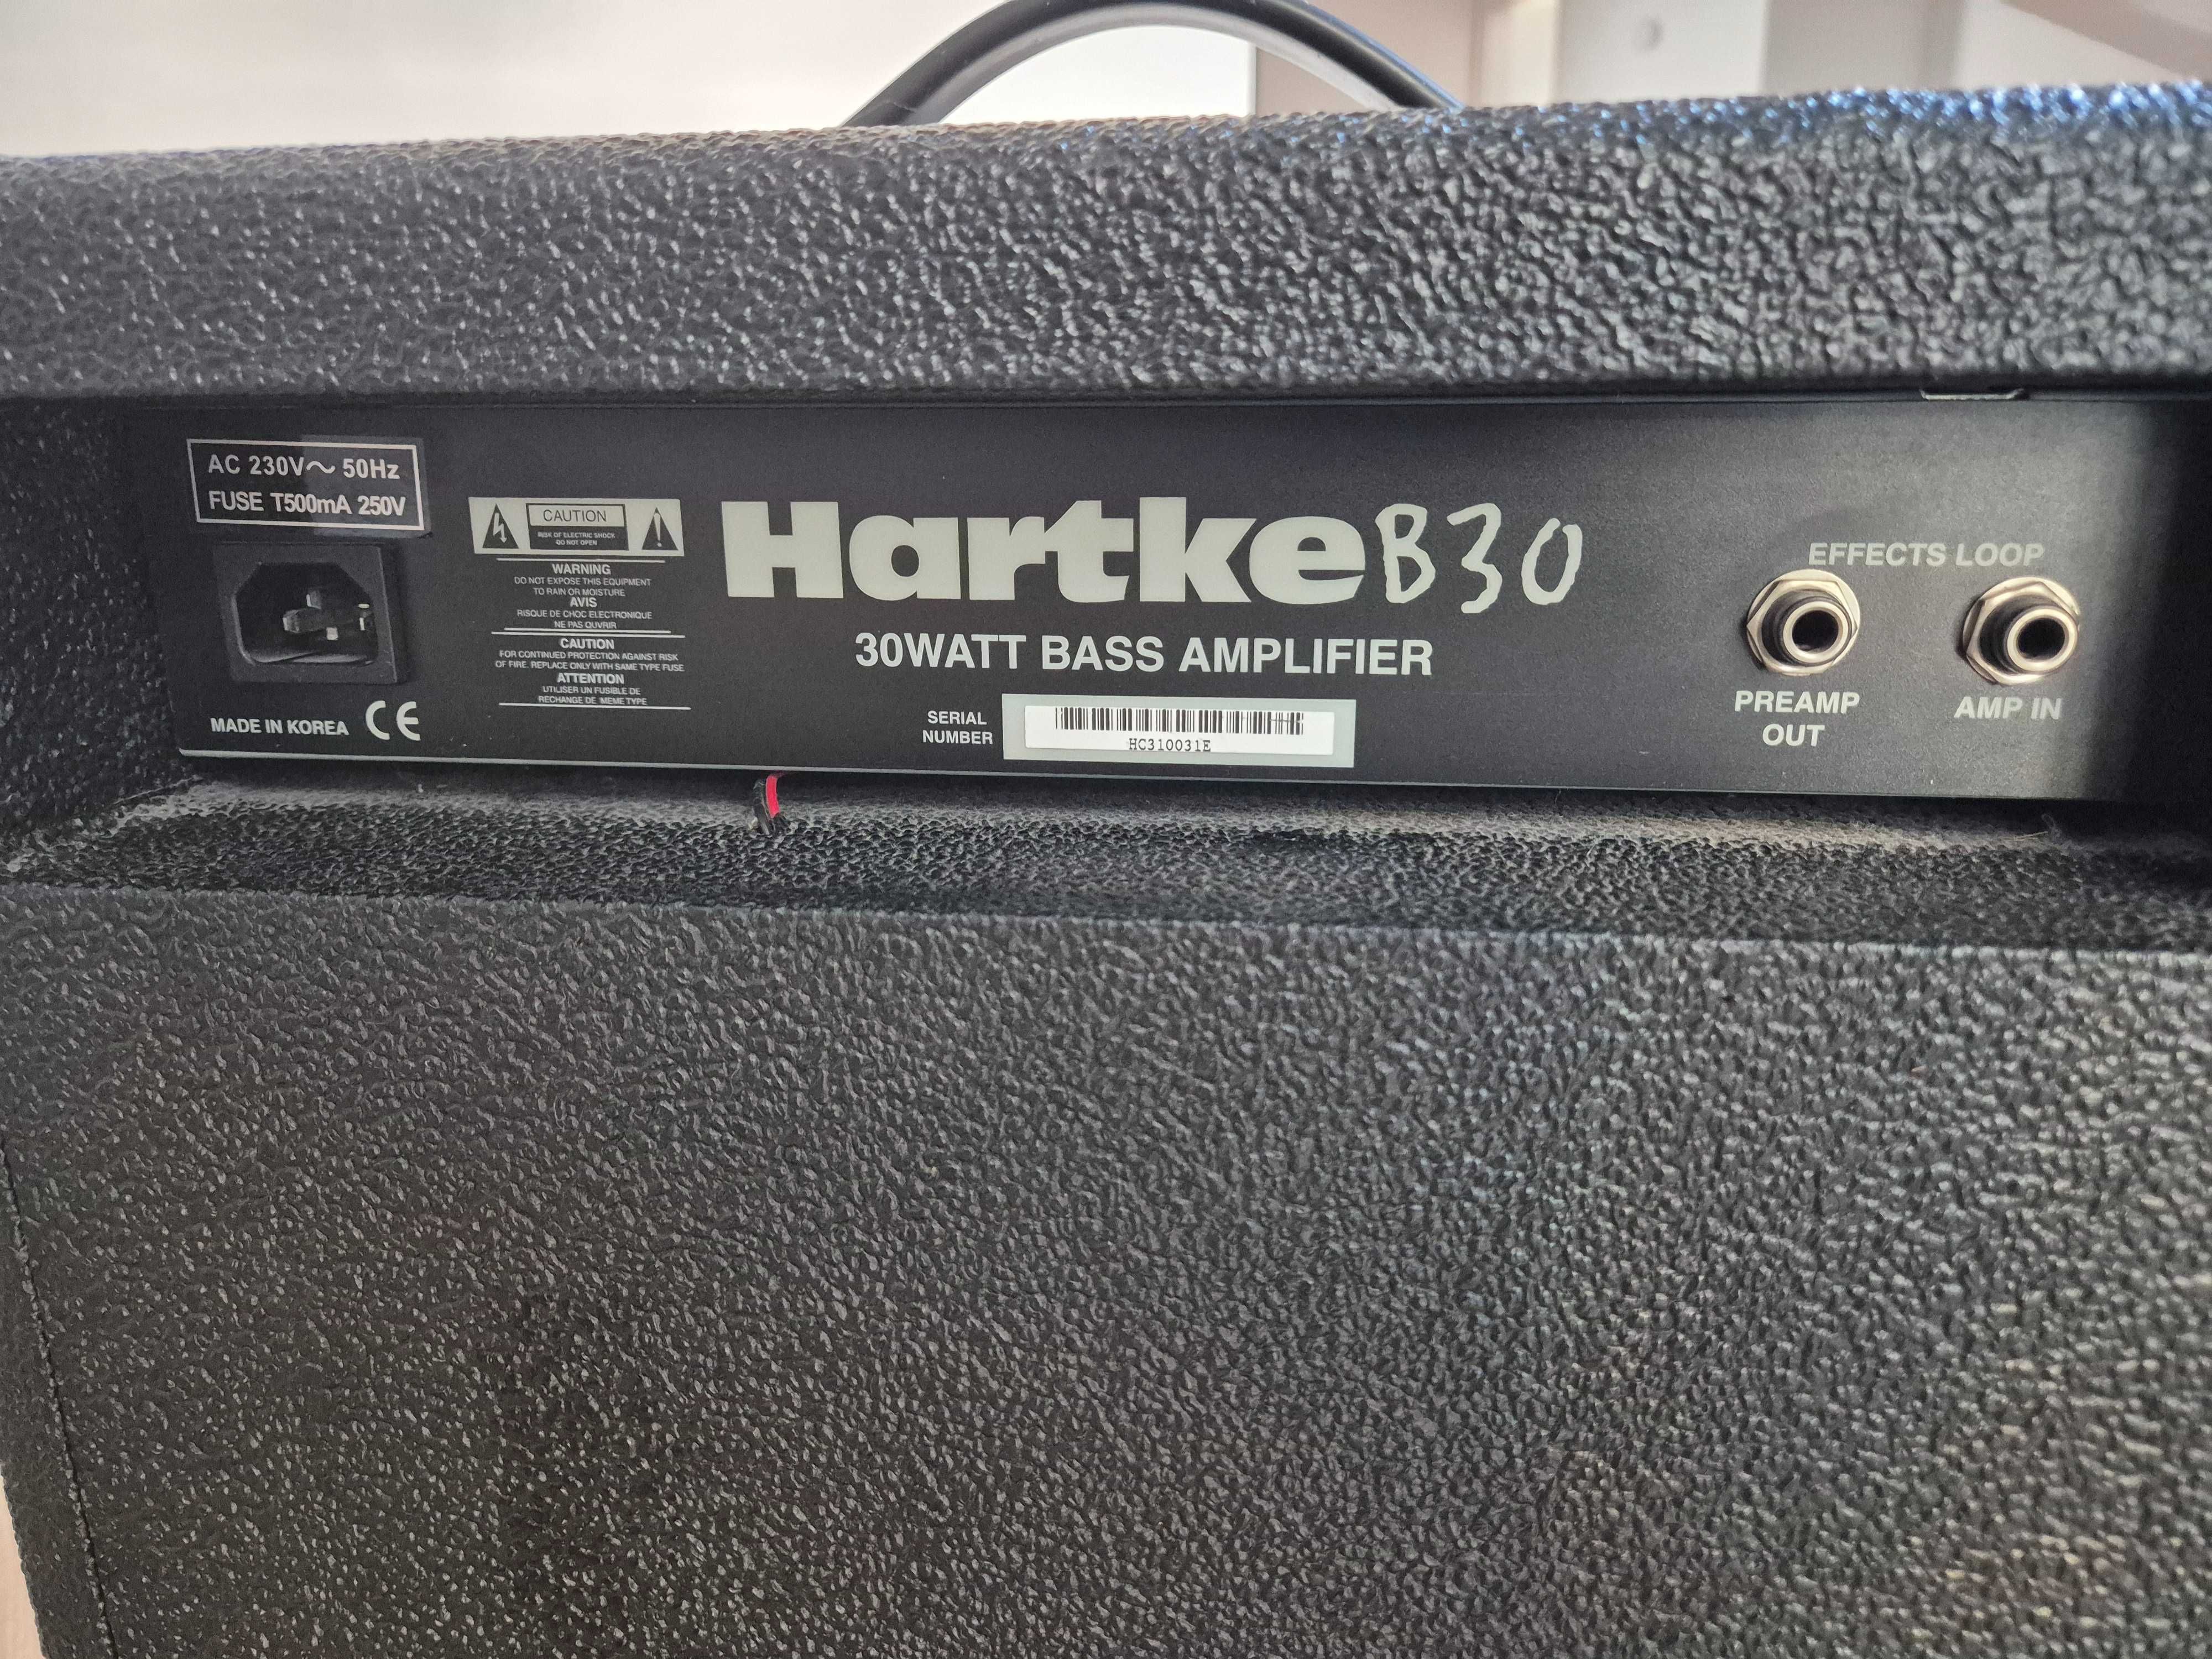 AC 230V～ 50Hz
FUSE T500mA 250V
CAUTION
RISK OF ELECTRIC SHOCK
DO NOT OPEN
WARNING
DO NOT EXPOSE THIS EQUIPMENT
TO RAIN OR MOISTURE
AVIS
RISQUE DE CHOC ELECTRONIQUE
NE PAS OUVRIR
CAUTION
FOR CONTINUED PROTECTION AGAINST RISK
OF FIRE. REPLACE ONLY WITH SAME TYPE FUSE
ATTENTION
UTILISER UN FUSIBLE DE
RECHANGE DE 'MEME TYPE
MADE IN KOREA CE
Hartke B30
30WATT BASS AMPLIFIER
SERIAL
NUMBER
HC310031E
EFFECTS LOOP
PREAMP
OUT
AMP IN